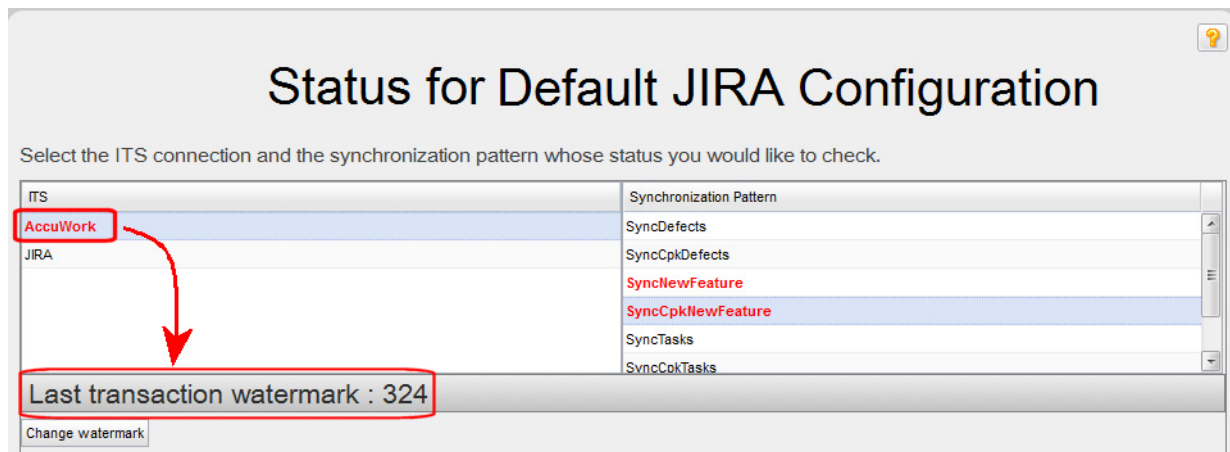 ?
Status for Default JIRA Configuration
Select the ITS connection and the synchronization pattern whose status you would like to check.
ITS Synchronization Pattern
AccuWork SyncDefects
JIRA SyncCpkDefects
SyncNewFeature
SyncCpkNewFeature
SyncTasks
SyncCpkTasks
Last transaction watermark : 324
Change watermark